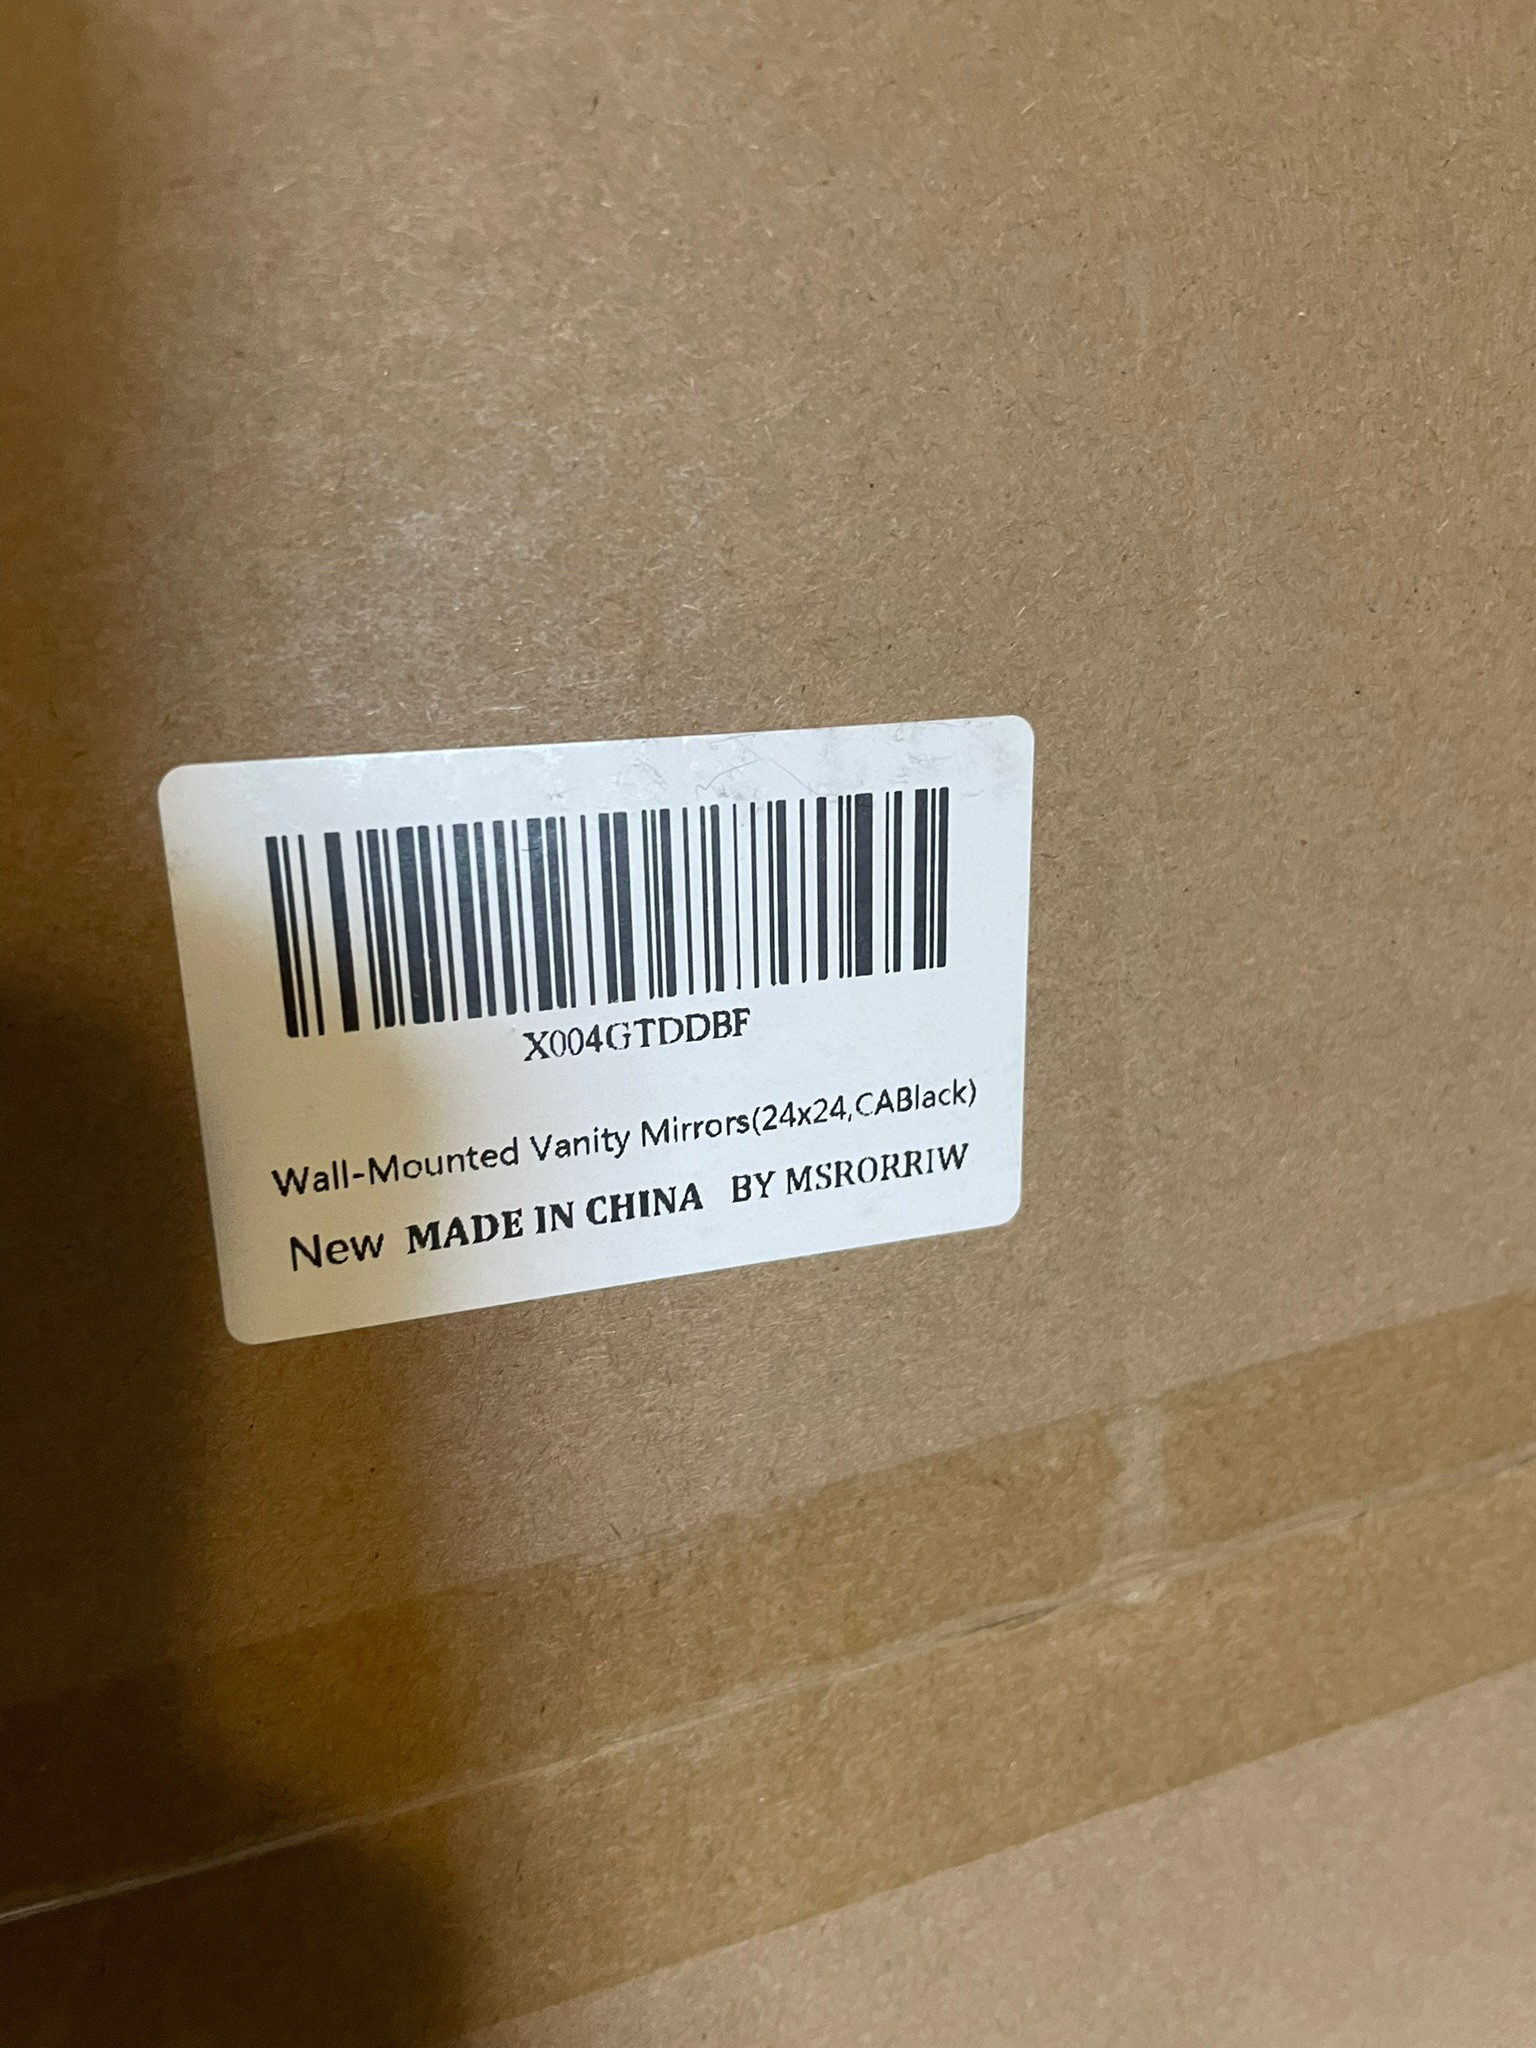 X004GTDDBF
Wall-Mounted Vanity Mirrors(24x24,CABlack)
New MADE IN CHINA BY MSRORRIW